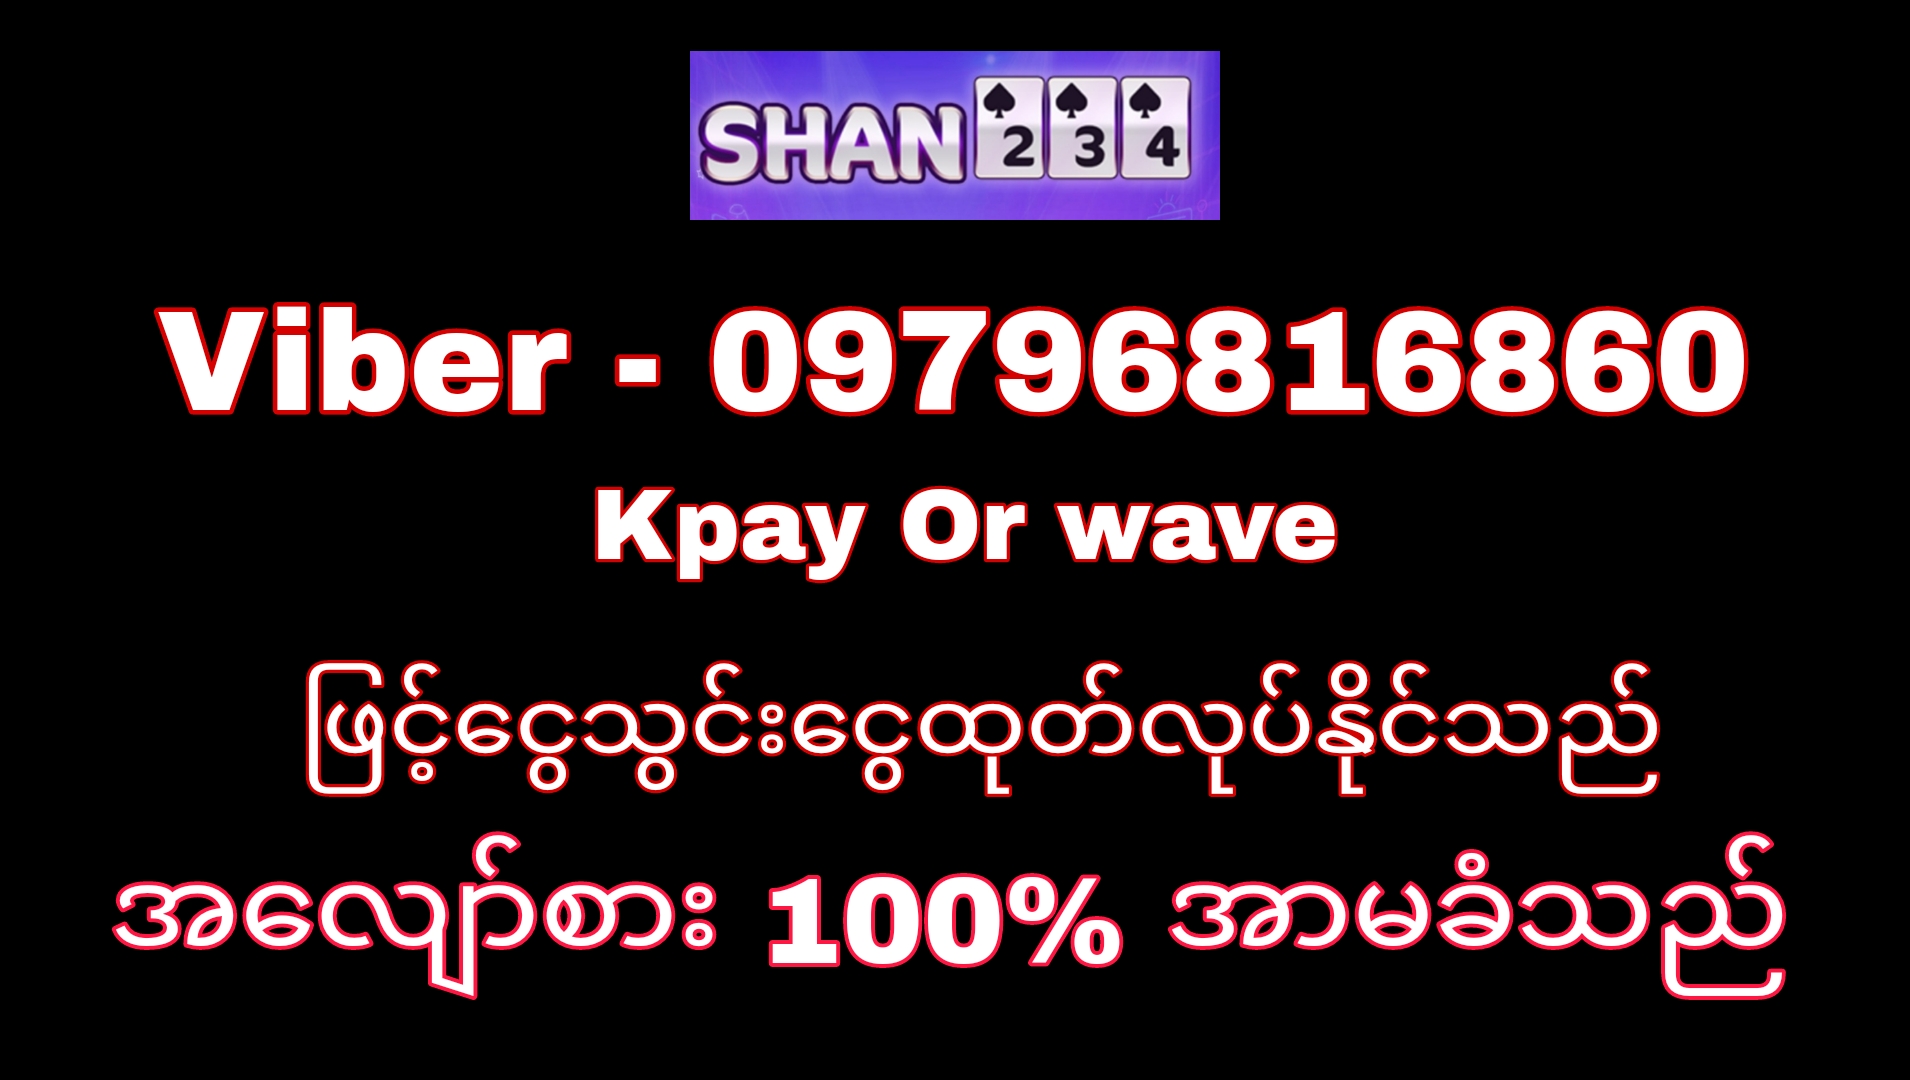 SHAN 2 3 4
Viber - 09796816860
Kpay Or wave
ဖြင့်ငွေသွင်းငွေထုတ်လုပ်နိုင်သည်
အလျော်စား 100% အာမခံသည်